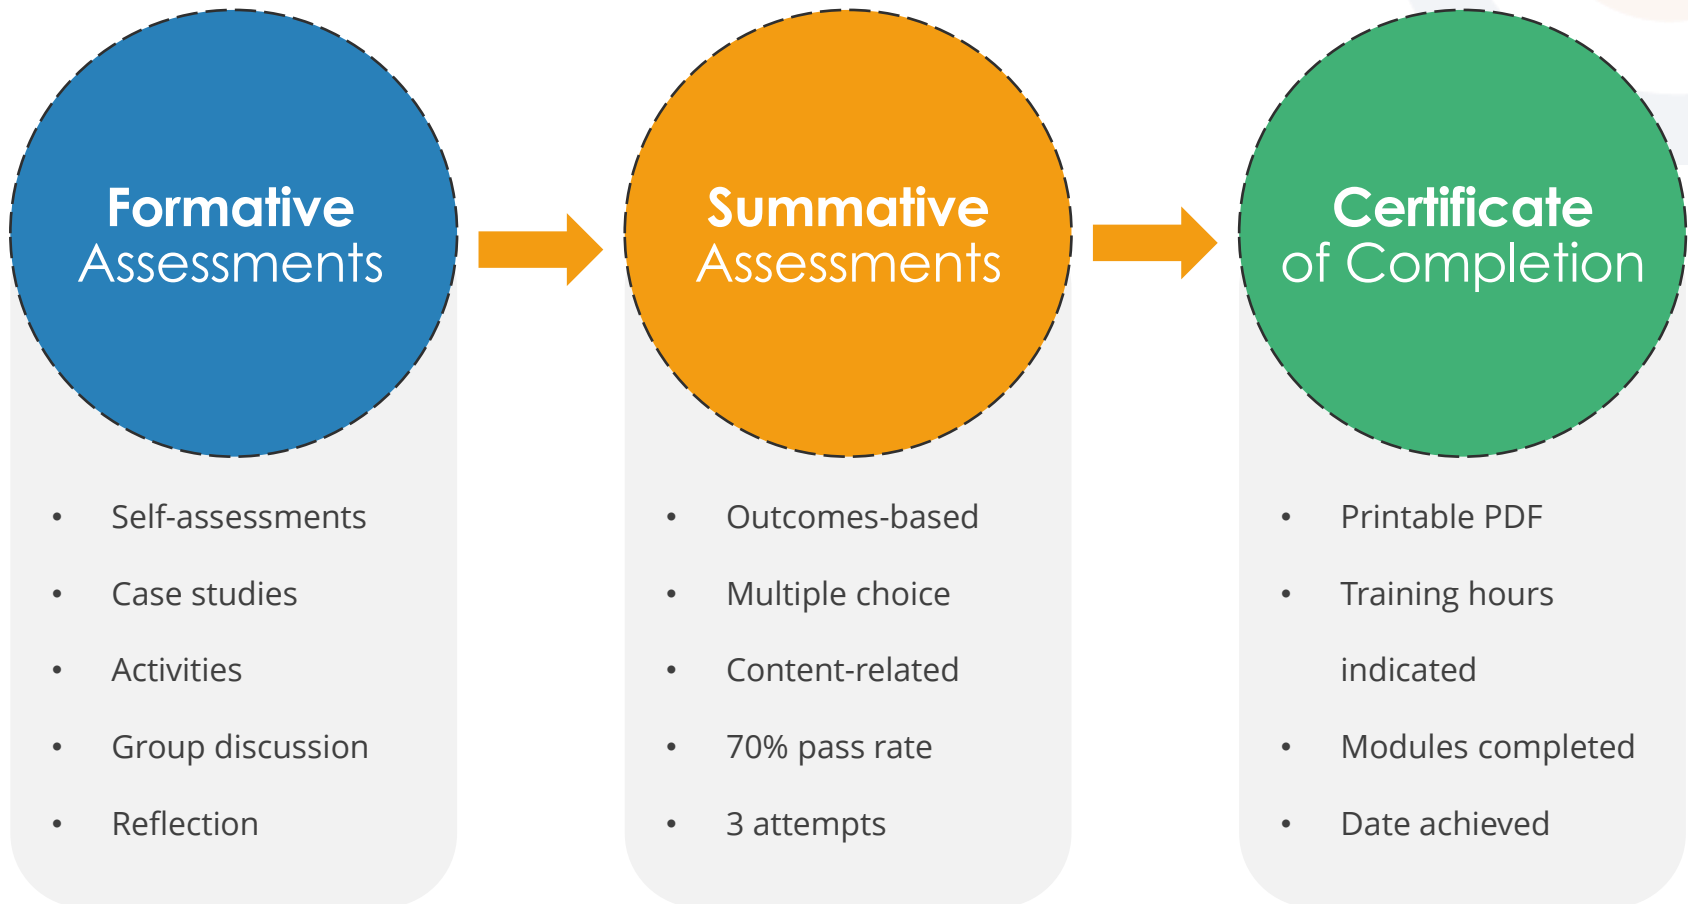 Formative
Assessments
• Self-assessments
• Case studies
• Activities
• Group discussion
• Reflection
Summative
Assessments
• Outcomes-based
• Multiple choice
• Content-related
• 70% pass rate
• 3 attempts
Certificate
of Completion
• Printable PDF
• Training hours
indicated
• Modules completed
• Date achieved